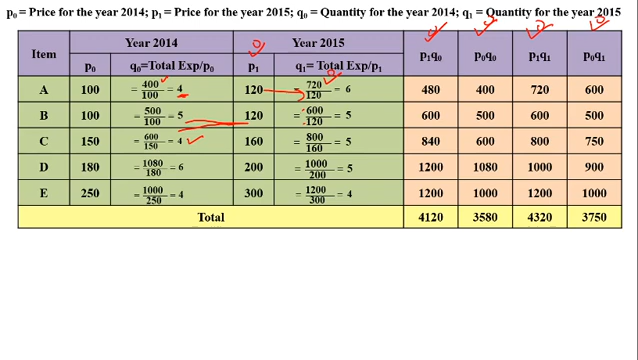 p₀ = Price for the year 2014; p₁ = Price for the year 2015; q₀ = Quantity for the year 2014; q₁ = Quantity for the year 2015
Item Year 2014 Year 2015 p₁q₀ p₀q₀ p₁q₁ p₀q₁
p₀ q₀=Total Exp/p₀ p₁ q₁= Total Exp/p₁
A 100 = 400/100 = 4 120 = 720/120 = 6 480 400 720 600
B 100 = 500/100 = 5 120 = 600/120 = 5 600 500 600 500
C 150 = 600/150 = 4 160 = 800/160 = 5 840 600 800 750
D 180 = 1080/180 = 6 200 = 1000/200 = 5 1200 1080 1000 900
E 250 = 1000/250 = 4 300 = 1200/300 = 4 1200 1000 1200 1000
Total 4120 3580 4320 3750